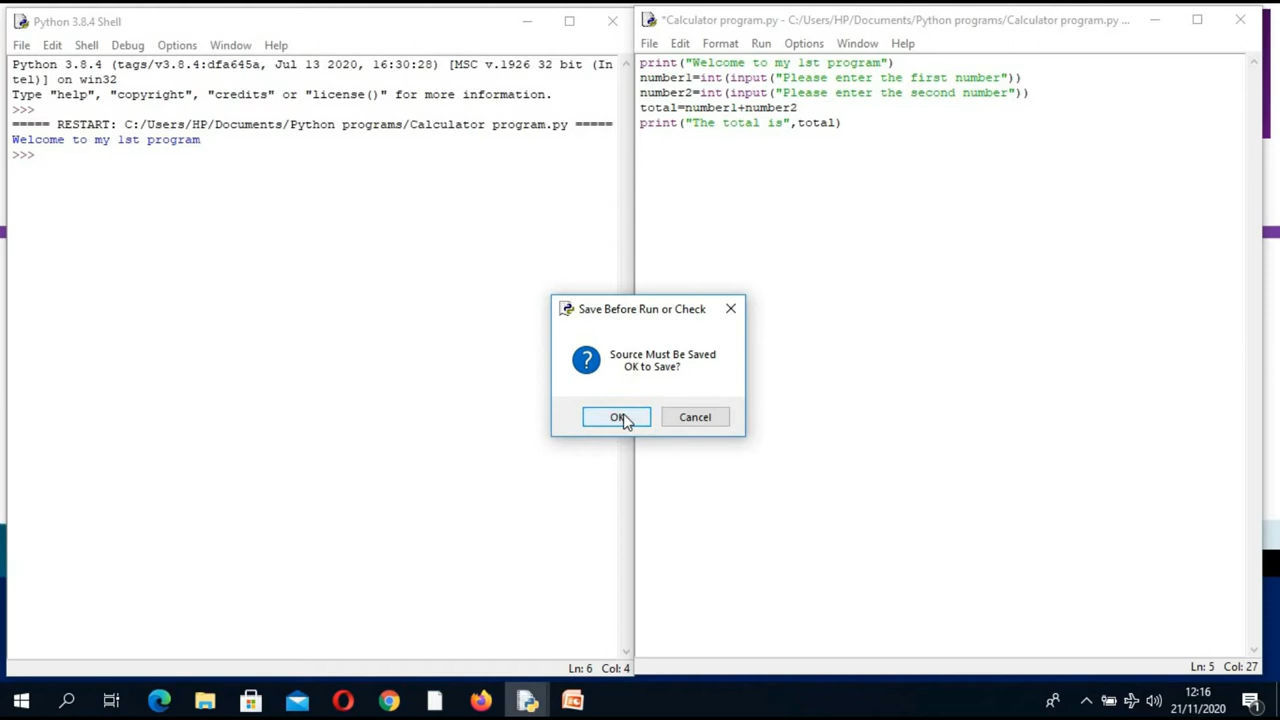 Python 3.8.4 Shell
File Edit Shell Debug Options Window Help
Python 3.8.4 (tags/v3.8.4:dfa645a, Jul 13 2020, 16:30:28) [MSC v.1926 32 bit (In
tel)] on win32
Type "help", "copyright", "credits" or "license()" for more information.
>>>
===== RESTART: C:/Users/HP/Documents/Python programs/Calculator program.py =====
Welcome to my 1st program
>>>
Ln: 6 Col: 4
*Calculator program.py - C:/Users/HP/Documents/Python programs/Calculator program.py ...
File Edit Format Run Options Window Help
print("Welcome to my 1st program")
number1=int(input("Please enter the first number"))
number2=int(input("Please enter the second number"))
total=number1+number2
print("The total is",total)
Ln: 5 Col: 27
Save Before Run or Check
Source Must Be Saved
OK to Save?
OK Cancel
12:16
21/11/2020
1